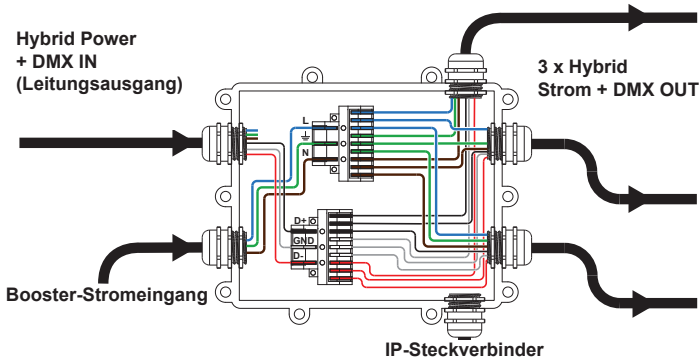 Hybrid Power
+ DMX IN
(Leitungsausgang)
3 x Hybrid
Strom + DMX OUT
L
N
D+
GND
D-
Booster-Stromeingang
IP-Steckverbinder